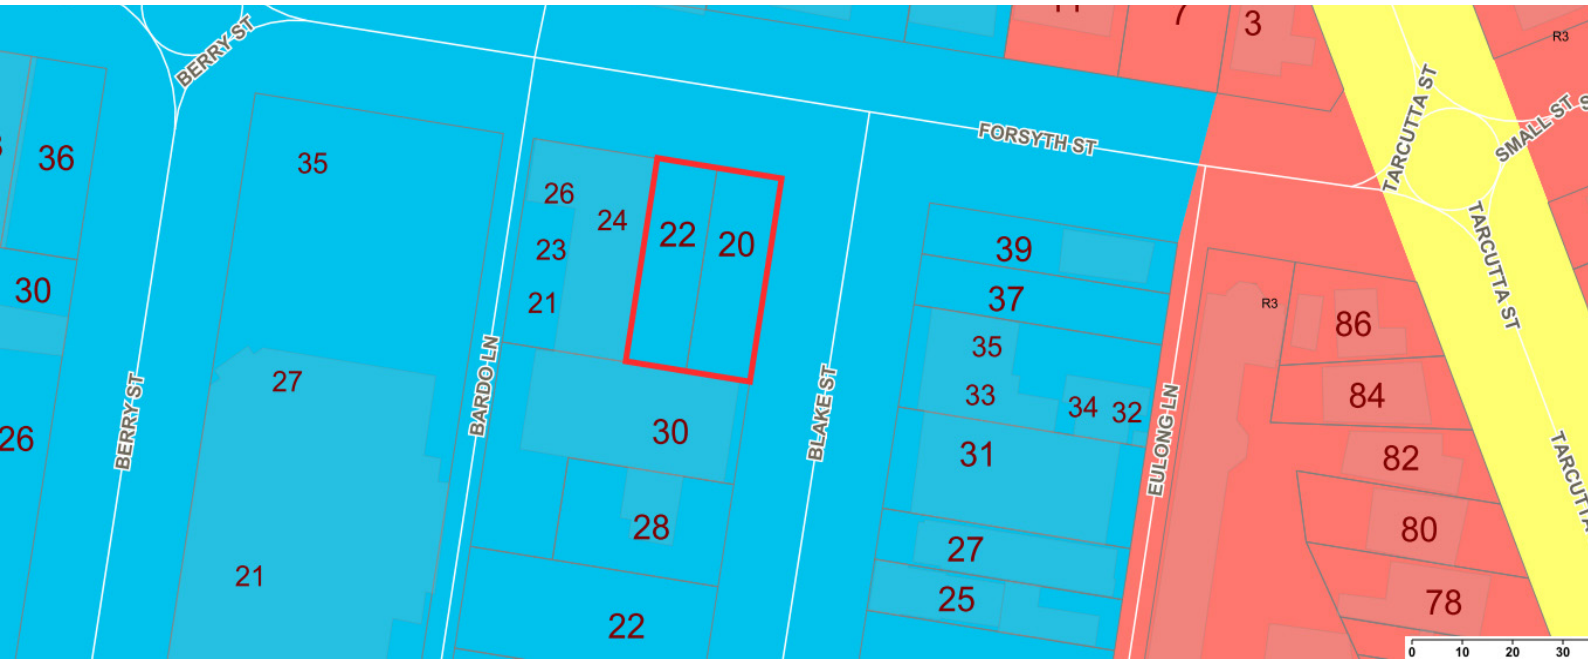 11
7
3
R3
BERRY ST
TARCUTTA ST
SMALL ST
FORSYTH ST
36
35
26
24
22
20
39
23
37
21
30
R3
86
35
27
33
34
32
84
BARDO LN
BLAKE ST
EULONG LN
TARCUTTA ST
BERRY ST
26
30
31
82
28
27
80
21
25
78
22
TARCUTTA
0 10 20 30